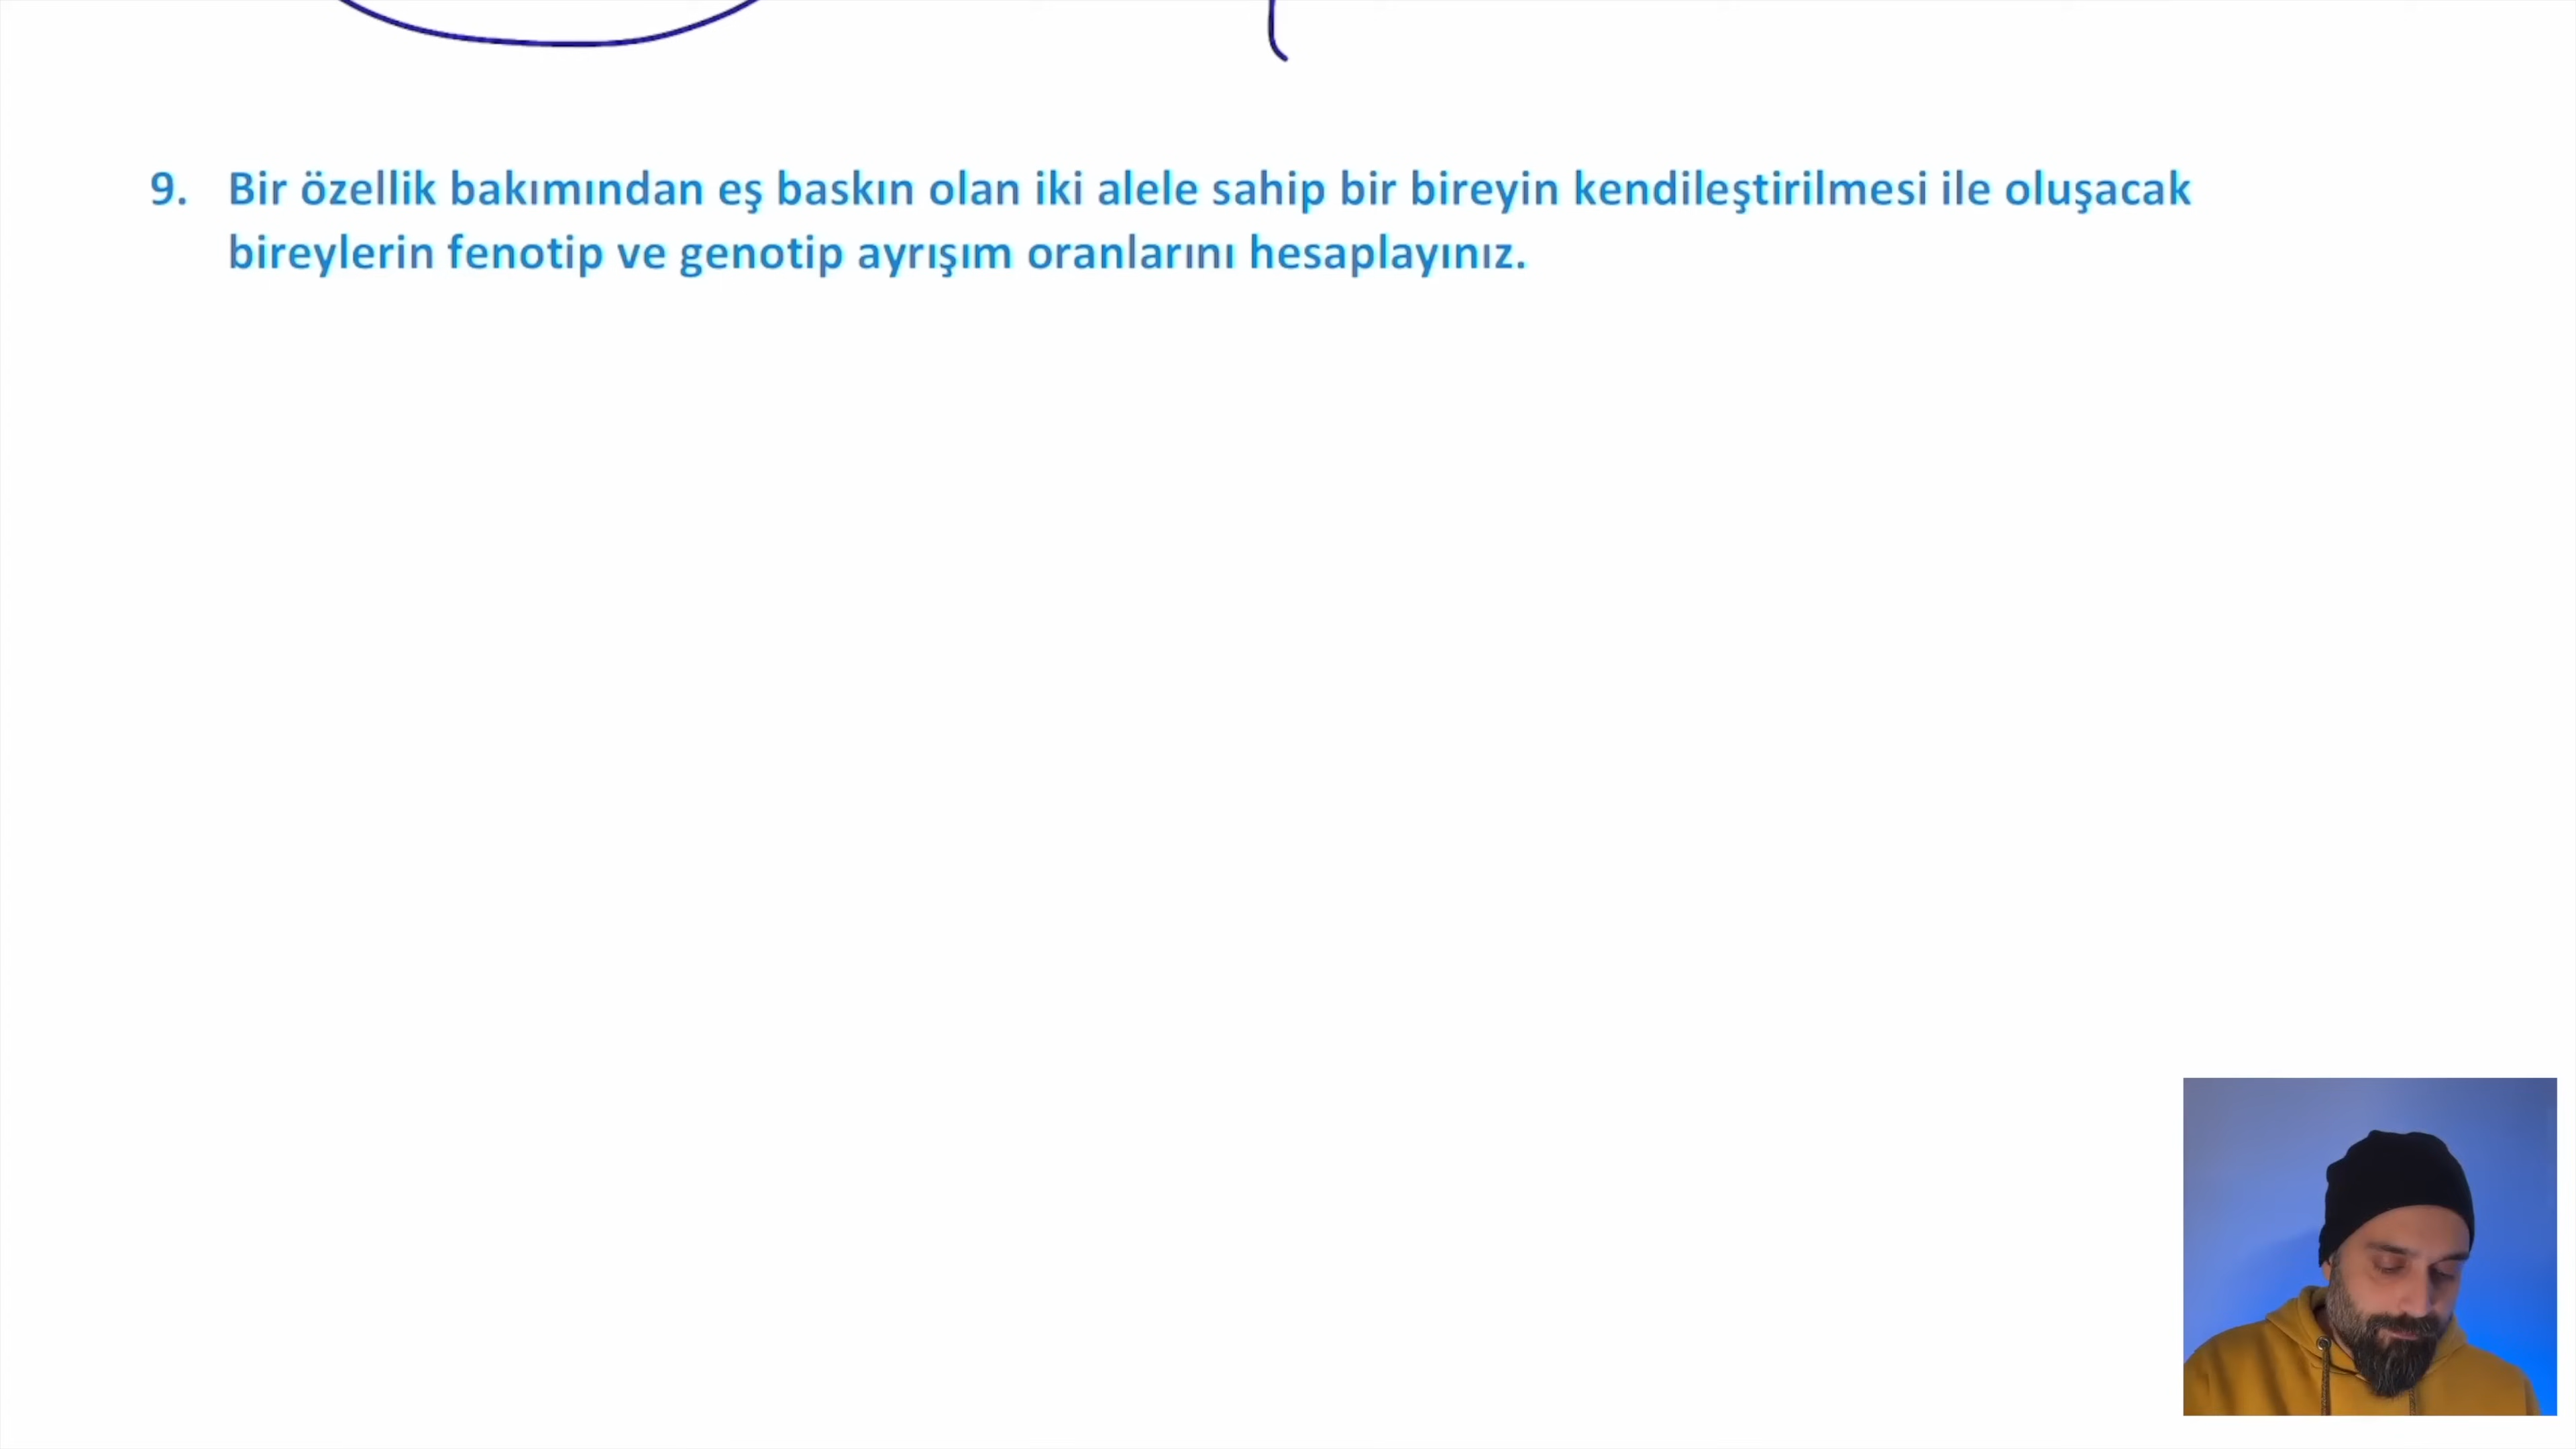 9. Bir özellik bakımından eş baskın olan iki alele sahip bir bireyin kendileştirilmesi ile oluşacak
bireylerin fenotip ve genotip ayrışım oranlarını hesaplayınız.